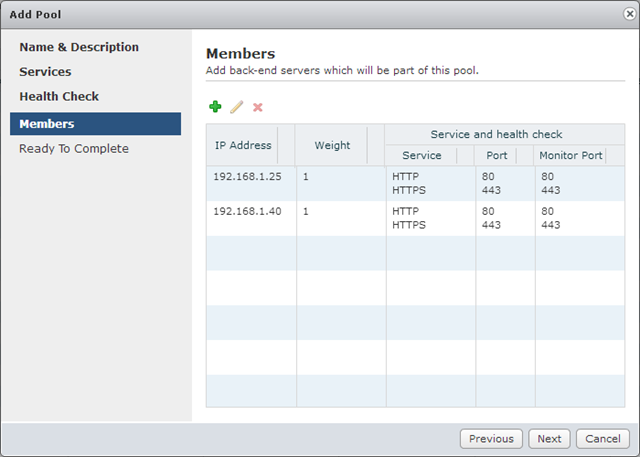 Add Pool
Name & Description
Services
Health Check
Members
Ready To Complete
Members
Add back-end servers which will be part of this pool.
IP Address Weight Service and health check
Service Port Monitor Port
192.168.1.25 1 HTTP 80 80
HTTPS 443 443
192.168.1.40 1 HTTP 80 80
HTTPS 443 443
Previous Next Cancel